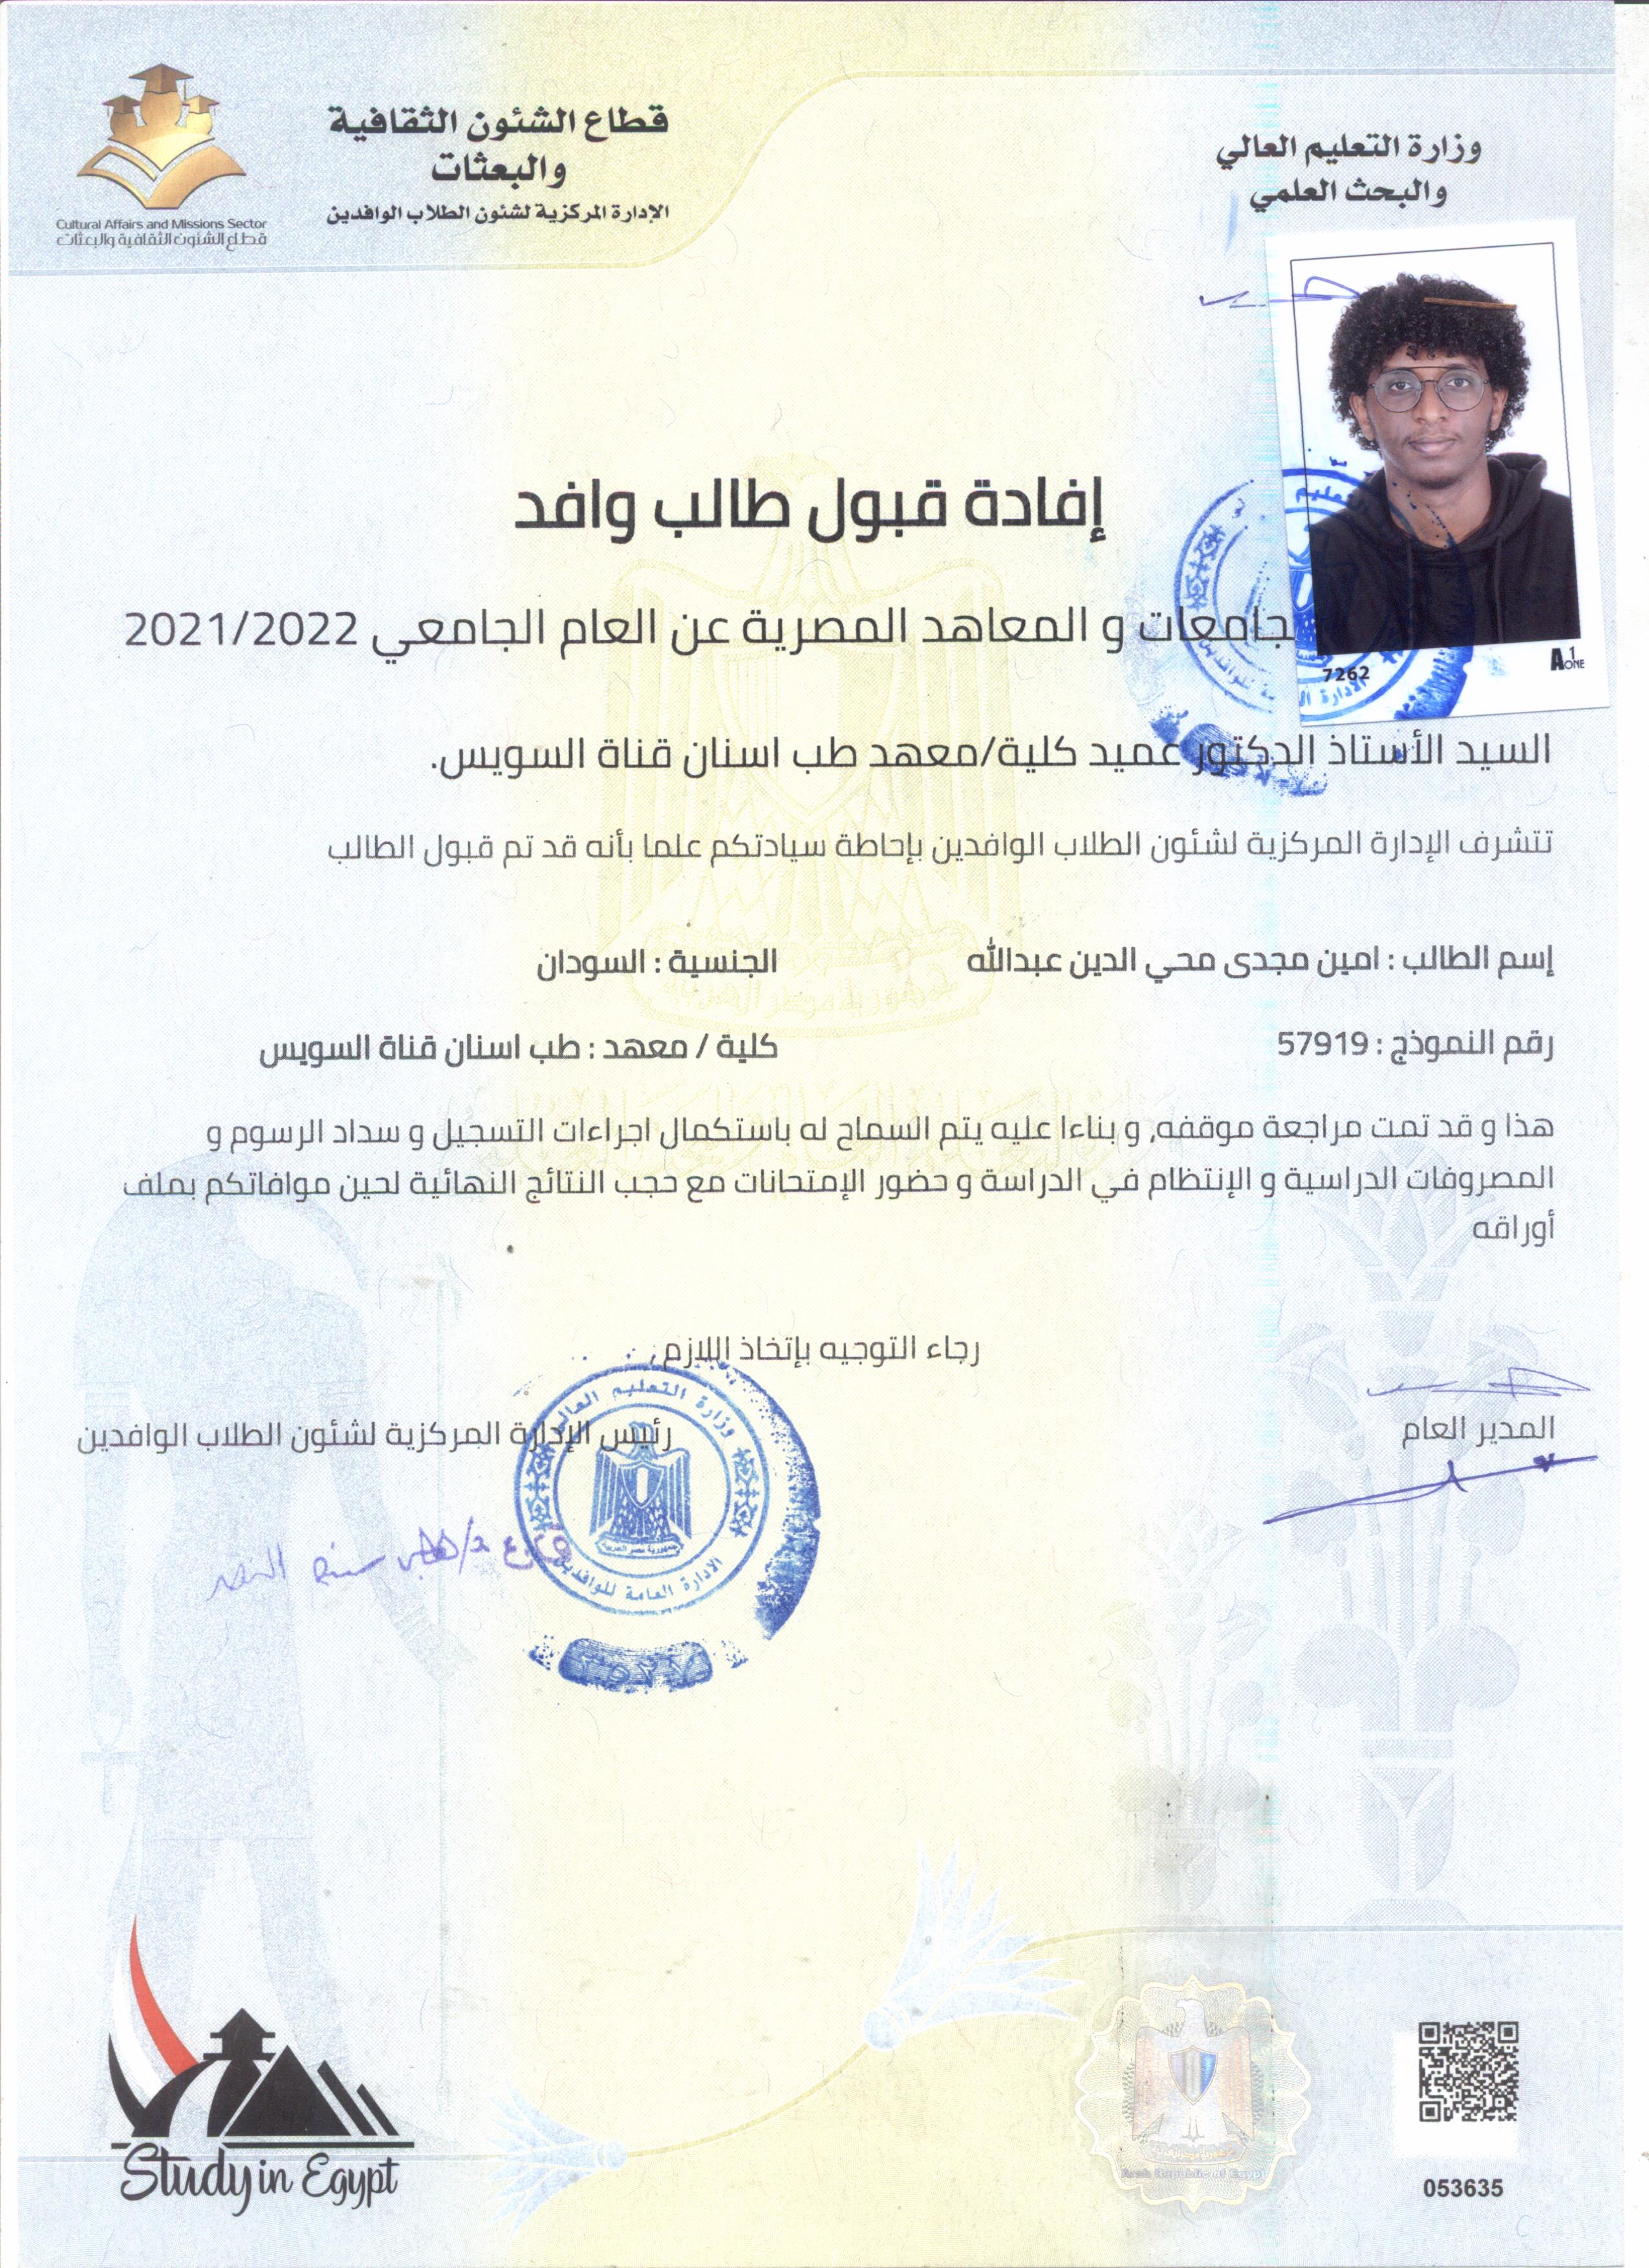 وزارة التعليم العالي
والبحث العلمي
قطاع الشئون الثقافية
والبعثات
الإدارة المركزية لشئون الطلاب الوافدين
Cultural Affairs and Missions Sector
قطاع الشئون الثقافية والبعثات
7262
A1 ONE
إفادة قبول طالب وافد
جامعات و المعاهد المصرية عن العام الجامعي 2021/2022
السيد الأستاذ الدكتور عميد كلية/معهد طب اسنان قناة السويس.
تتشرف الإدارة المركزية لشئون الطلاب الوافدين بإحاطة سيادتكم علما بأنه قد تم قبول الطالب
إسم الطالب : امين مجدى محي الدين عبدالله الجنسية : السودان
رقم النموذج : 57919 كلية / معهد : طب اسنان قناة السويس
هذا و قد تمت مراجعة موقفه, و بناءا عليه يتم السماح له باستكمال اجراءات التسجيل و سداد الرسوم و
المصروفات الدراسية و الإنتظام في الدراسة و حضور الإمتحانات مع حجب النتائج النهائية لحين موافاتكم بملف
أوراقه
رجاء التوجيه بإتخاذ اللازم
المدير العام
رئيس الإدارة المركزية لشئون الطلاب الوافدين
وزارة التعليم العالي
جمهورية مصر العربية
الادارة العامة للوافدين
Study in Egypt
Arab Republic of Egypt
053635